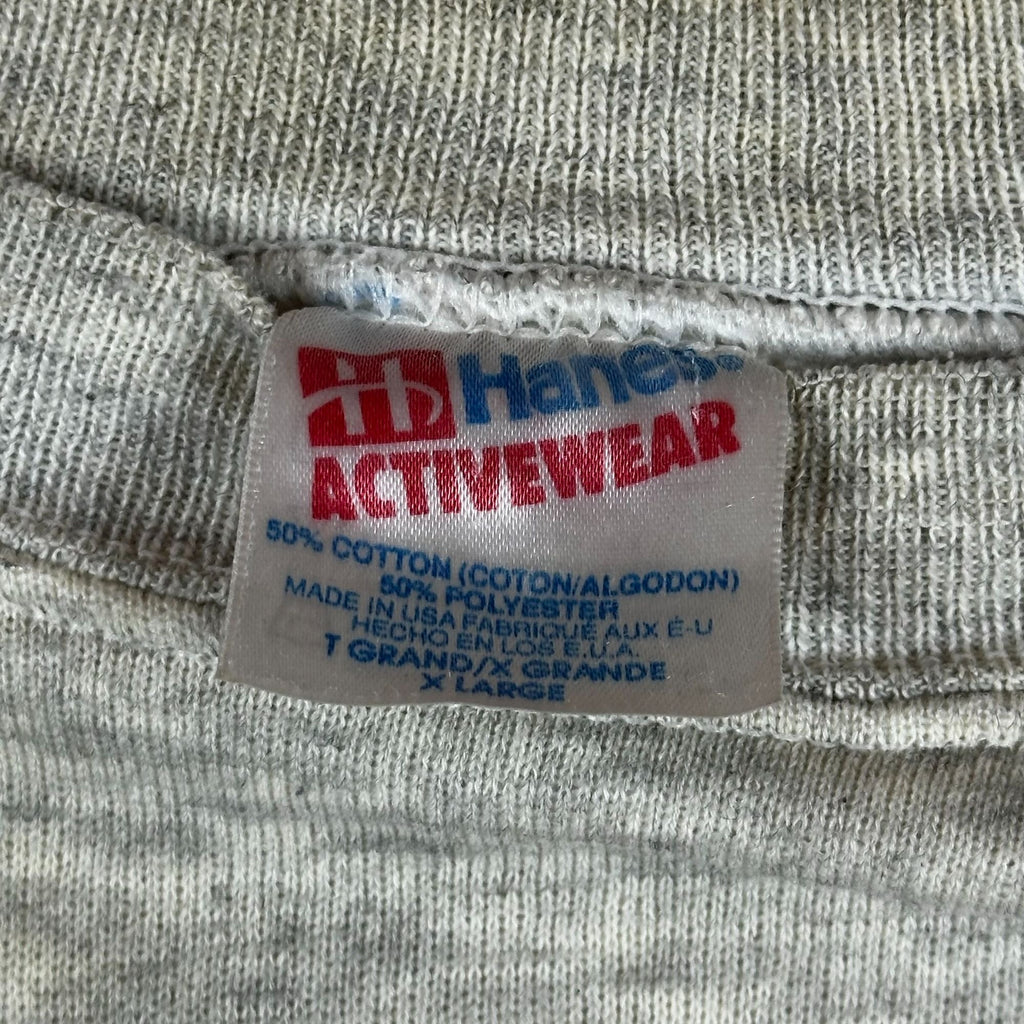 Hanes
ACTIVEWEAR
50% COTTON (COTON/ALGODON)
50% POLYESTER
MADE IN USA FABRIQUÉ AUX É-U
HECHO EN LOS E.U.A.
T GRAND/X GRANDE
X LARGE